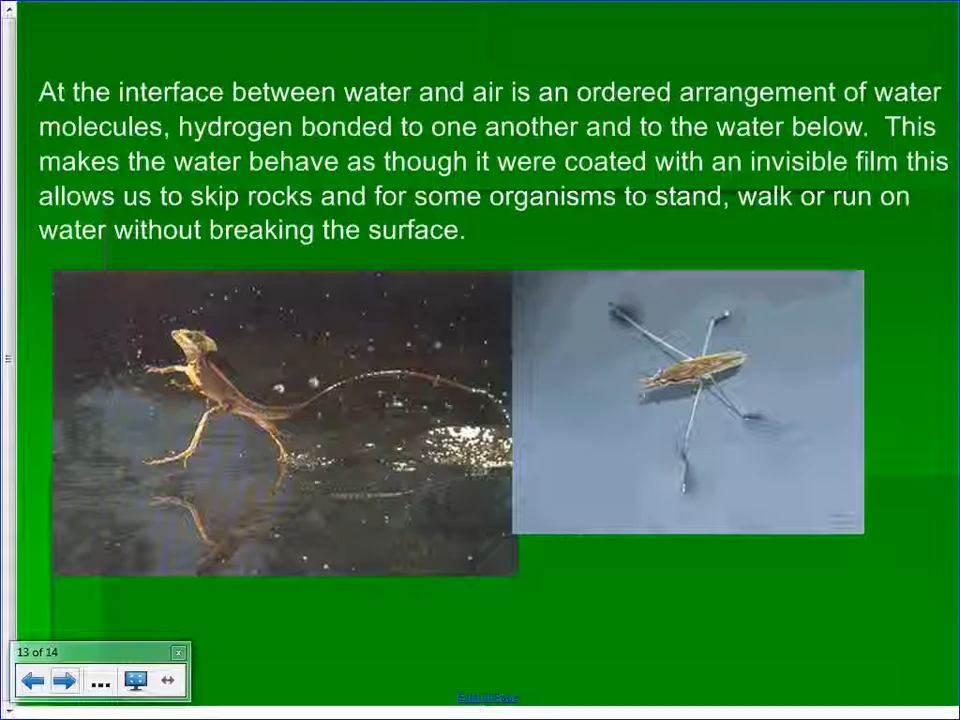 At the interface between water and air is an ordered arrangement of water
molecules, hydrogen bonded to one another and to the water below.  This
makes the water behave as though it were coated with an invisible film this
allows us to skip rocks and for some organisms to stand, walk or run on
water without breaking the surface.
13 of 14